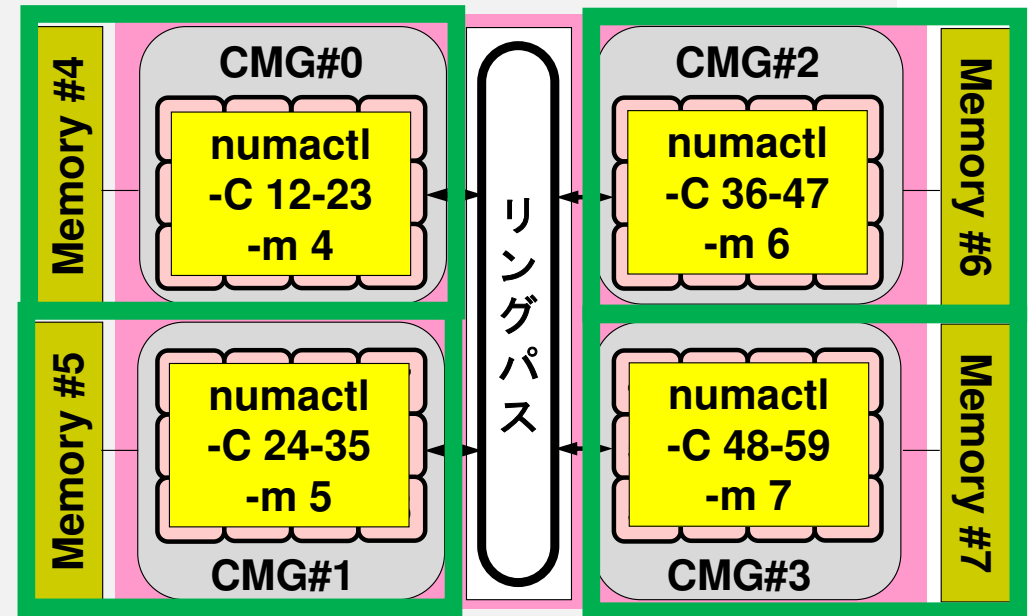 Memory #4
CMG#0
numactl
-C 12-23
-m 4
リングパス
CMG#2
numactl
-C 36-47
-m 6
Memory #6
Memory #5
numactl
-C 24-35
-m 5
CMG#1
numactl
-C 48-59
-m 7
CMG#3
Memory #7